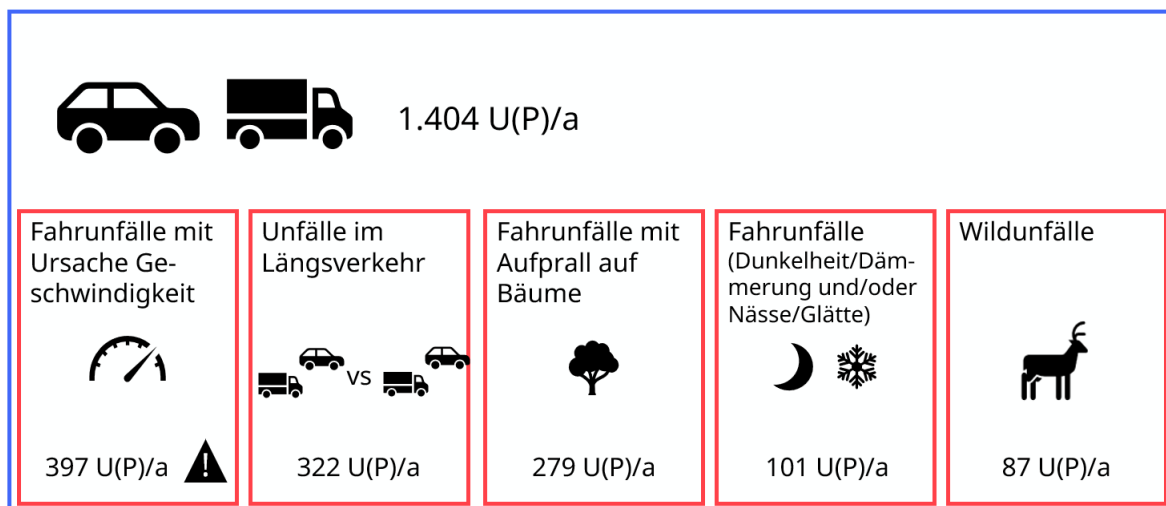 1.404 U(P)/a
Fahrunfälle mit
Ursache Ge-
schwindigkeit
397 U(P)/a
Unfälle im
Längsverkehr
vs
322 U(P)/a
Fahrunfälle mit
Aufprall auf
Bäume
279 U(P)/a
Fahrunfälle
(Dunkelheit/Däm-
merung und/oder
Nässe/Glätte)
101 U(P)/a
Wildunfälle
87 U(P)/a